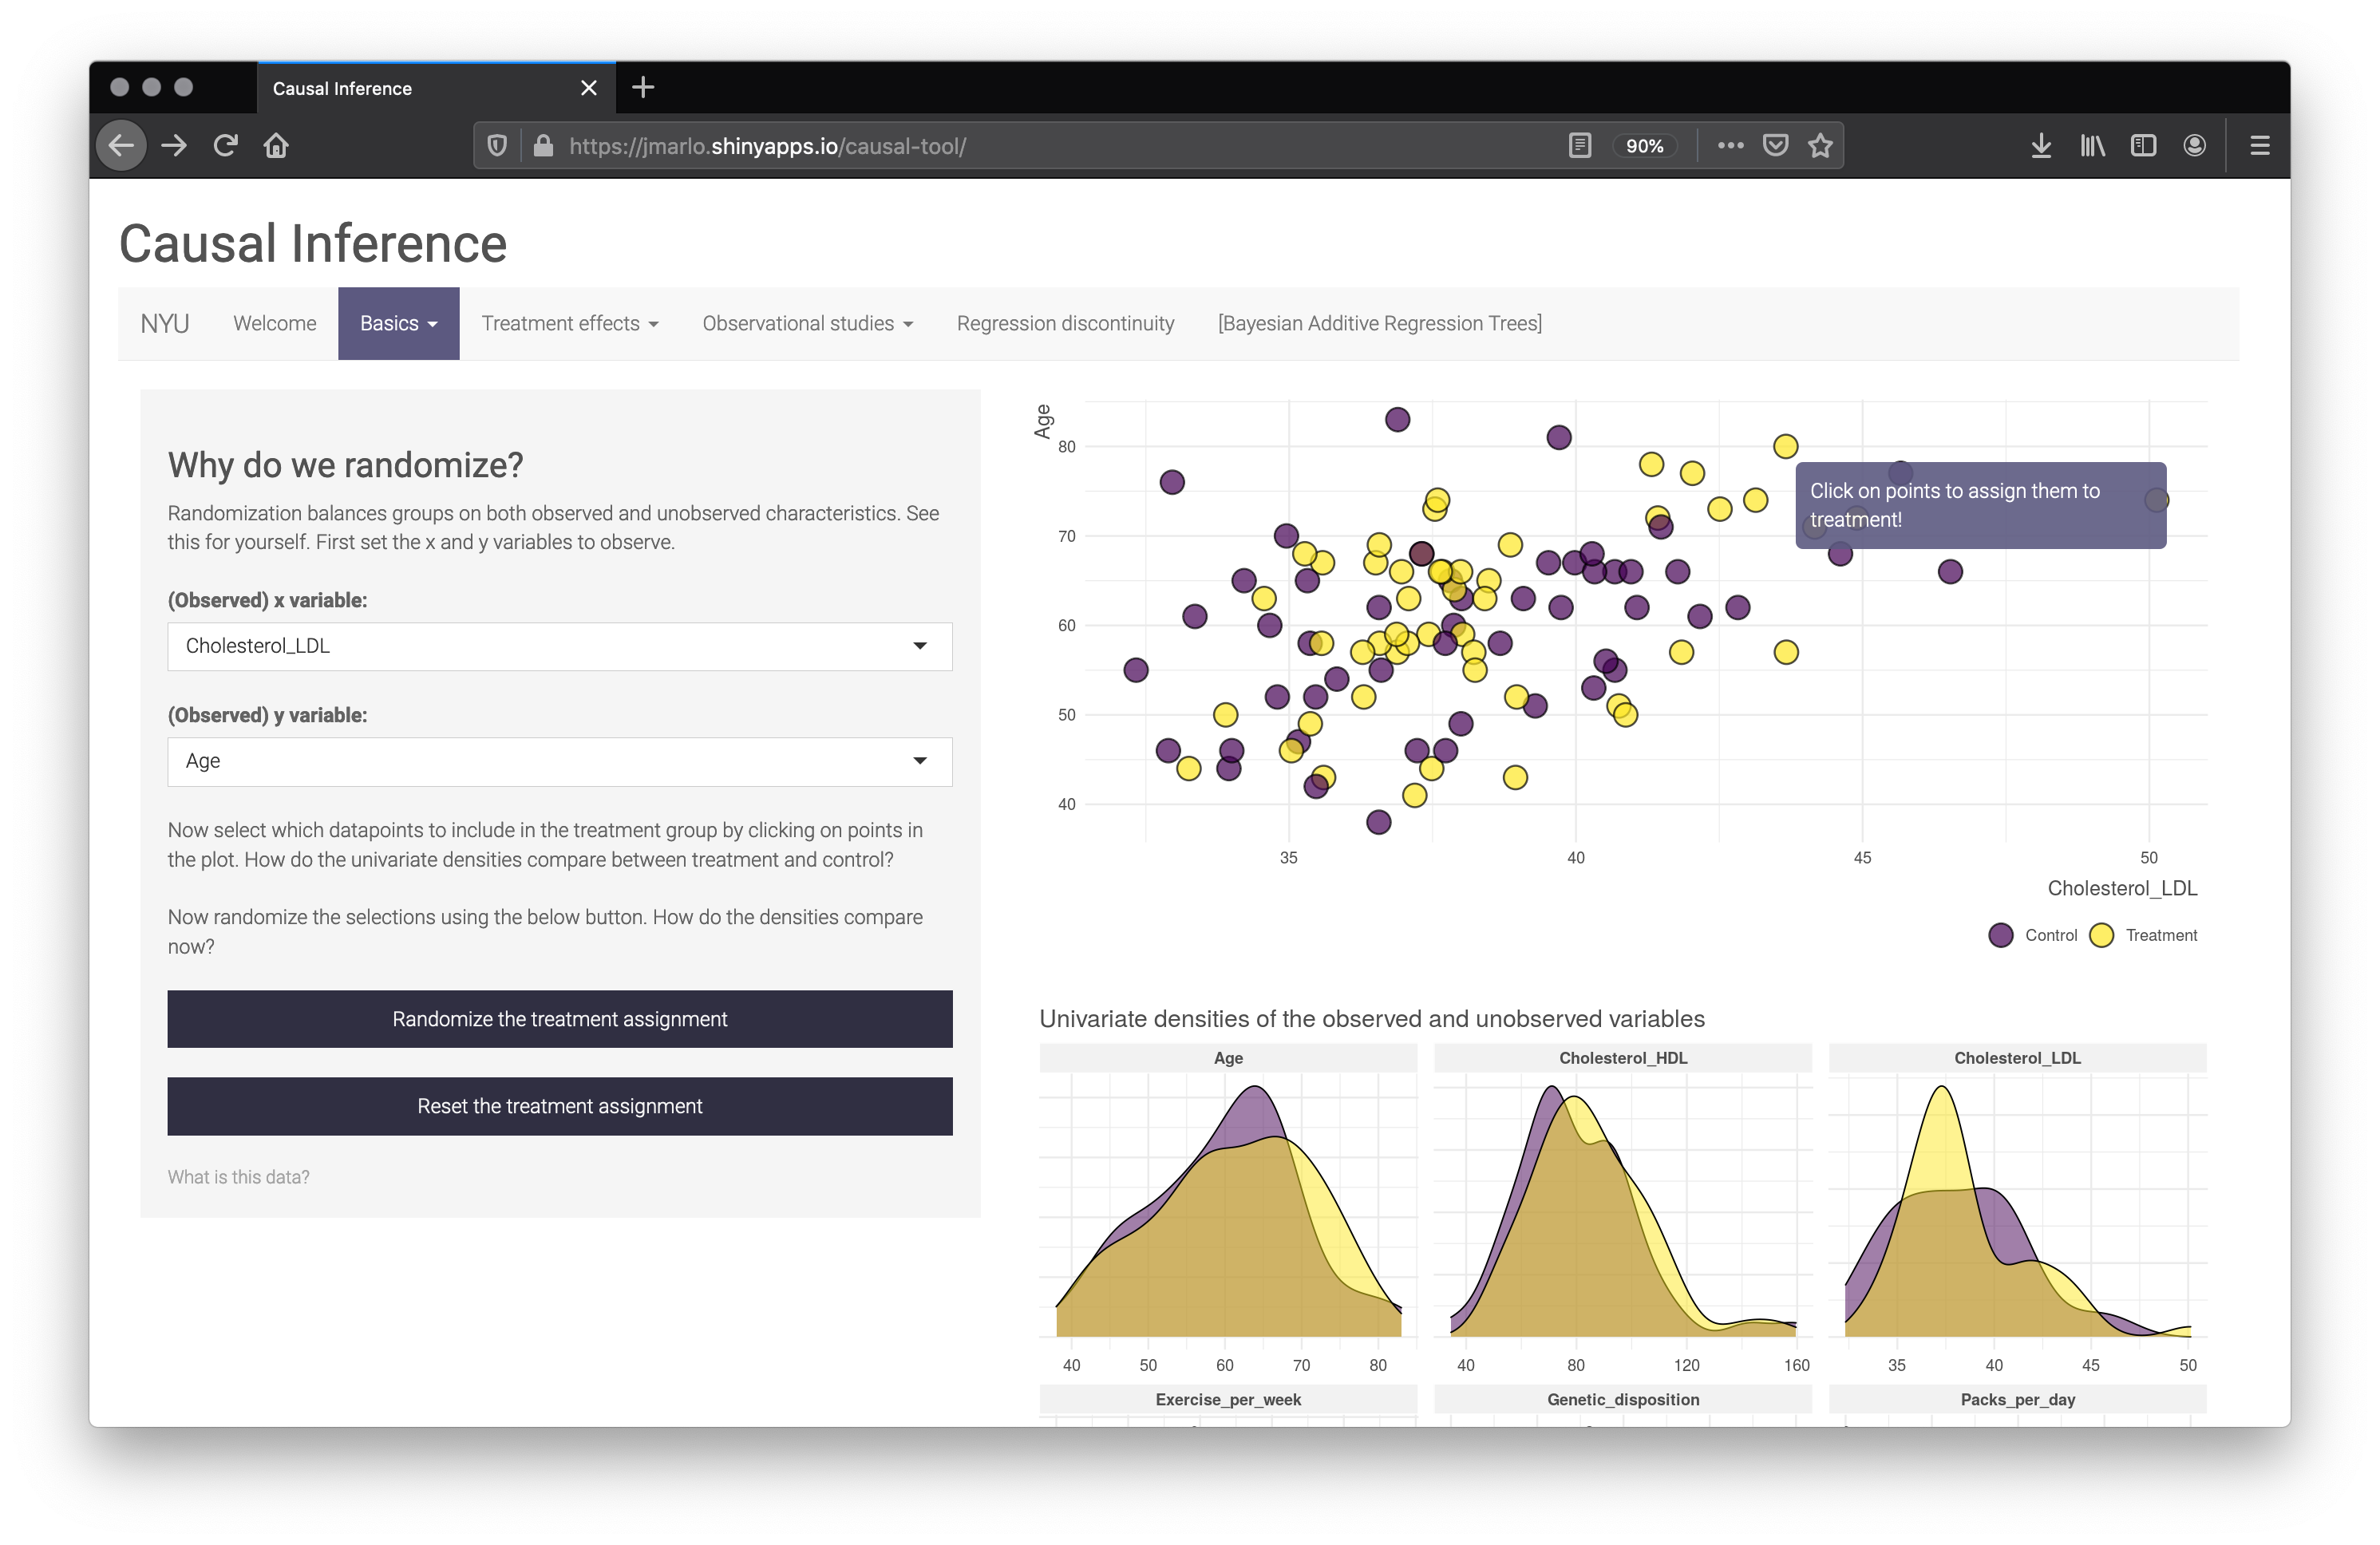 Causal Inference
https://jmarlo.shinyapps.io/causal-tool/
90%
Causal Inference
NYU Welcome Basics Treatment effects Observational studies Regression discontinuity [Bayesian Additive Regression Trees]
Why do we randomize?
Randomization balances groups on both observed and unobserved characteristics. See
this for yourself. First set the x and y variables to observe.
(Observed) x variable:
Cholesterol_LDL
(Observed) y variable:
Age
Now select which datapoints to include in the treatment group by clicking on points in
the plot. How do the univariate densities compare between treatment and control?
Now randomize the selections using the below button. How do the densities compare
now?
Randomize the treatment assignment
Reset the treatment assignment
What is this data?
Age
80
70
60
50
40
Click on points to assign them to
treatment!
35 40 45 50
Cholesterol_LDL
Control Treatment
Univariate densities of the observed and unobserved variables
Age Cholesterol_HDL Cholesterol_LDL
40 50 60 70 80 40 80 120 160 35 40 45 50
Exercise_per_week Genetic_disposition Packs_per_day